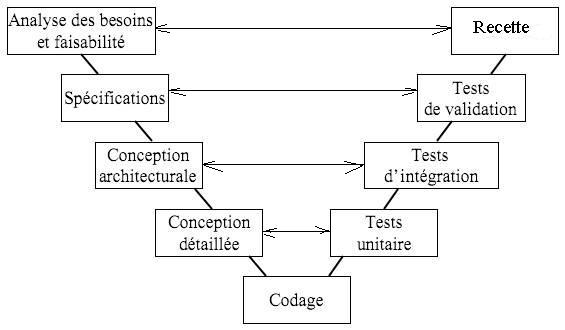 Analyse des besoins
et faisabilité
Recette
Spécifications
Tests
de validation
Conception
architecturale
Tests
d'intégration
Conception
détaillée
Tests
unitaire
Codage